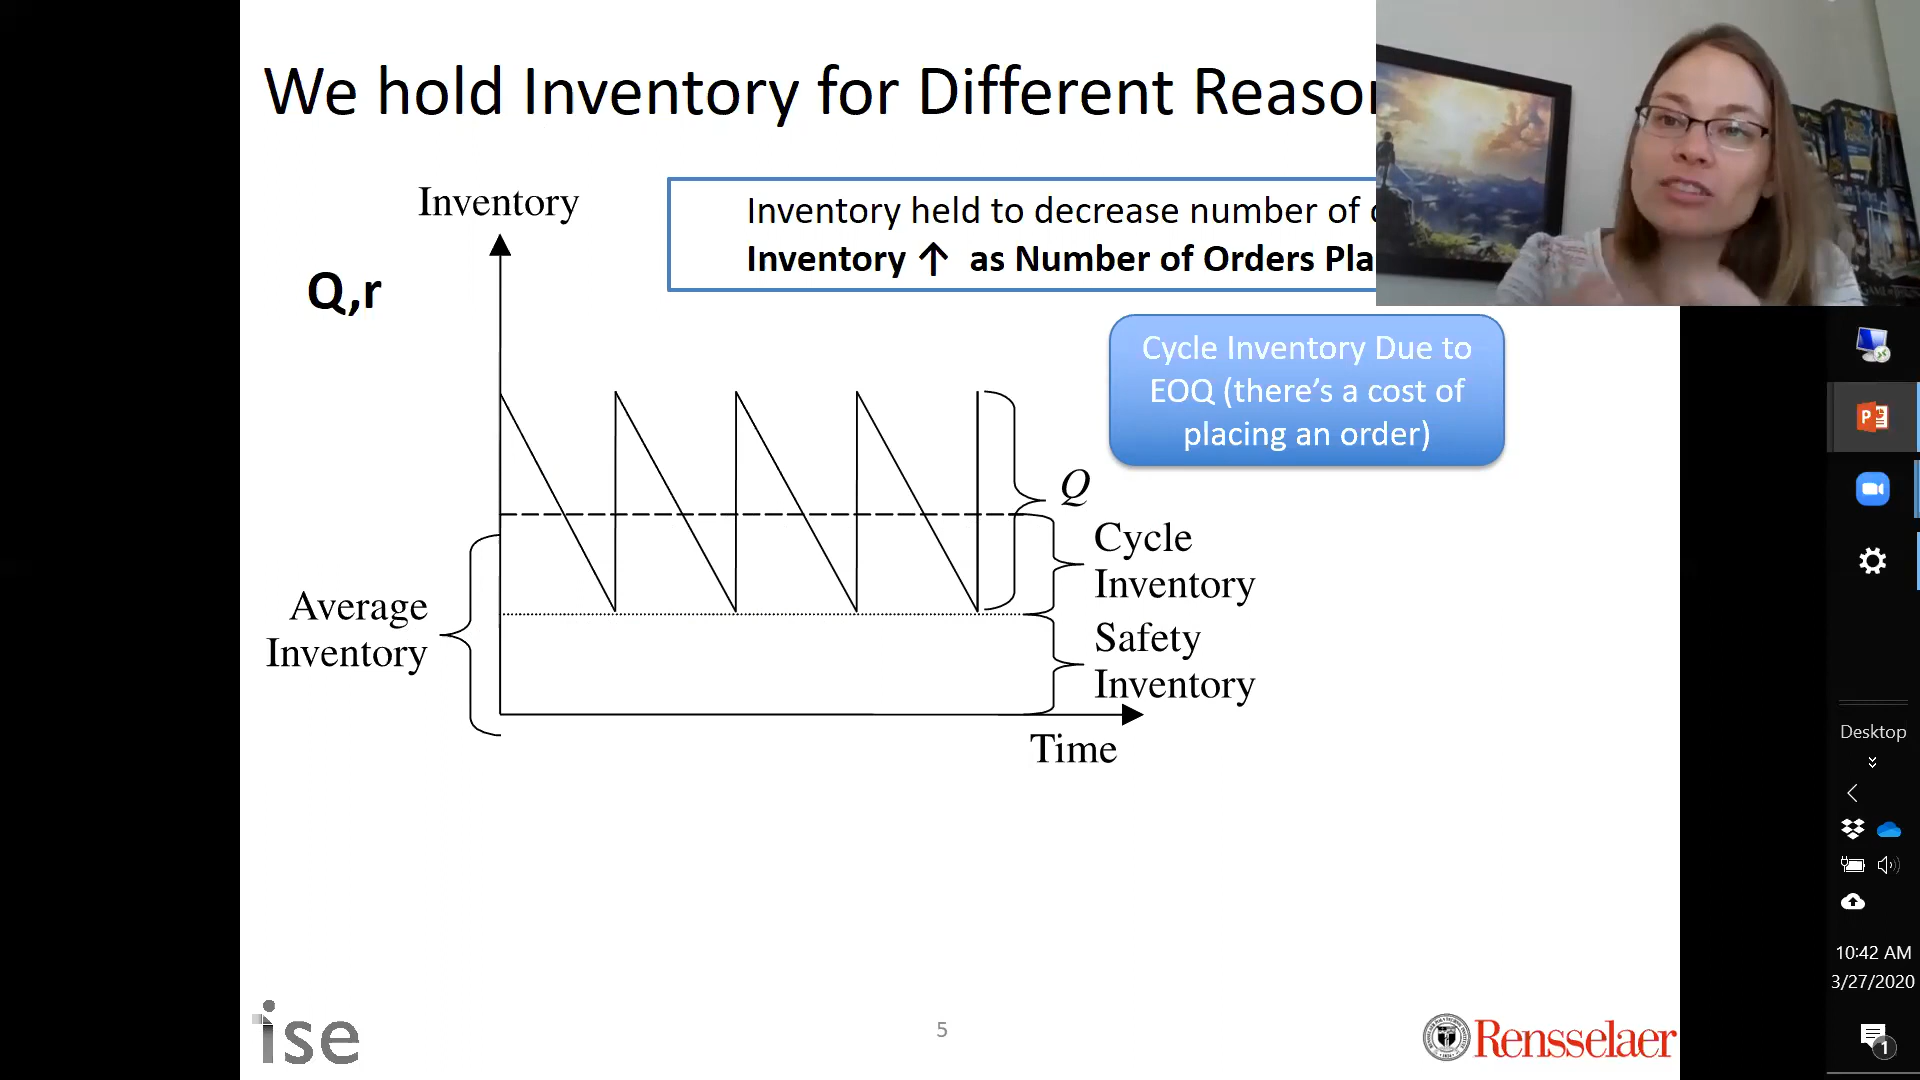 We hold Inventory for Different Reaso
Inventory
Inventory held to decrease number of
Inventory ↑ as Number of Orders Pla
Q,r
Cycle Inventory Due to
EOQ (there's a cost of
placing an order)
Q
Cycle
Inventory
Average
Inventory
Safety
Inventory
Time
ise
5
Rensselaer
Desktop
10:42 AM
3/27/2020
1